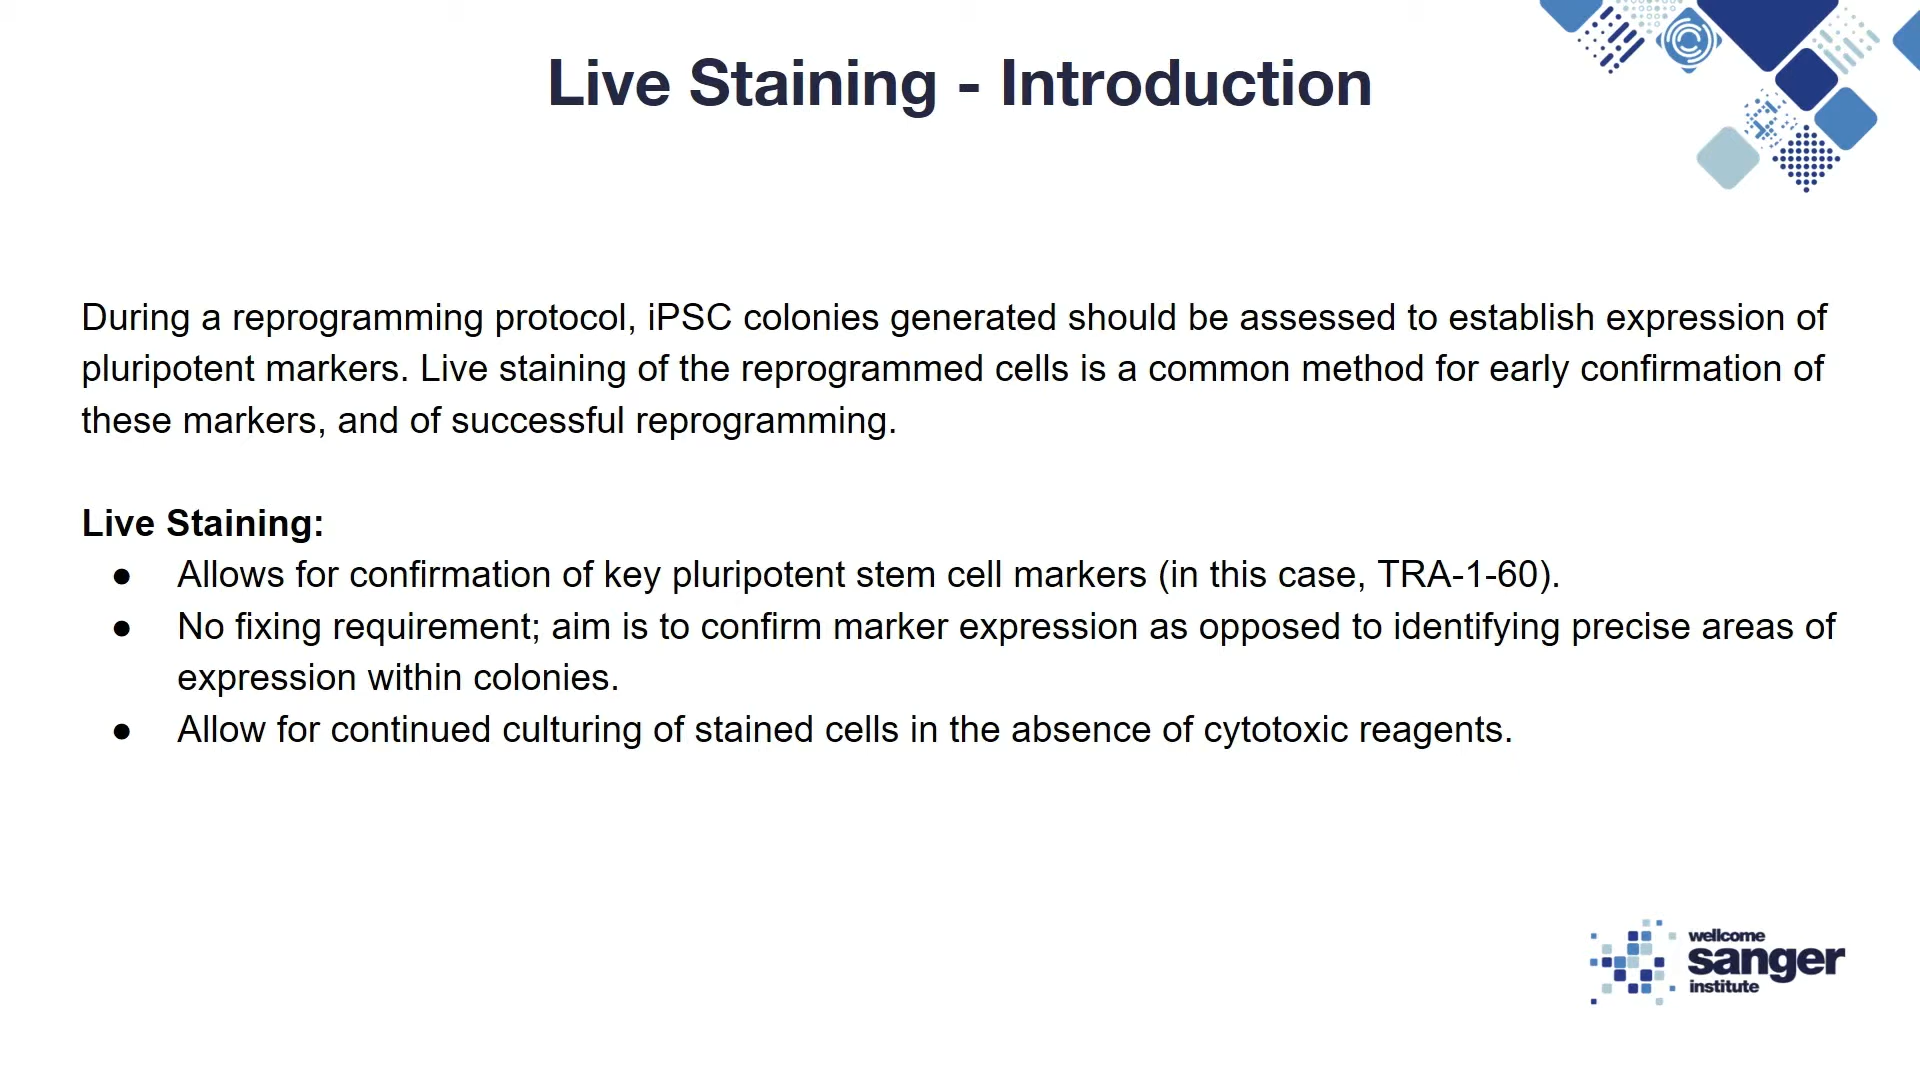 Live Staining - Introduction
During a reprogramming protocol, iPSC colonies generated should be assessed to establish expression of
pluripotent markers. Live staining of the reprogrammed cells is a common method for early confirmation of
these markers, and of successful reprogramming.
Live Staining:
● Allows for confirmation of key pluripotent stem cell markers (in this case, TRA-1-60).
● No fixing requirement; aim is to confirm marker expression as opposed to identifying precise areas of
expression within colonies.
● Allow for continued culturing of stained cells in the absence of cytotoxic reagents.
wellcome
sanger
institute